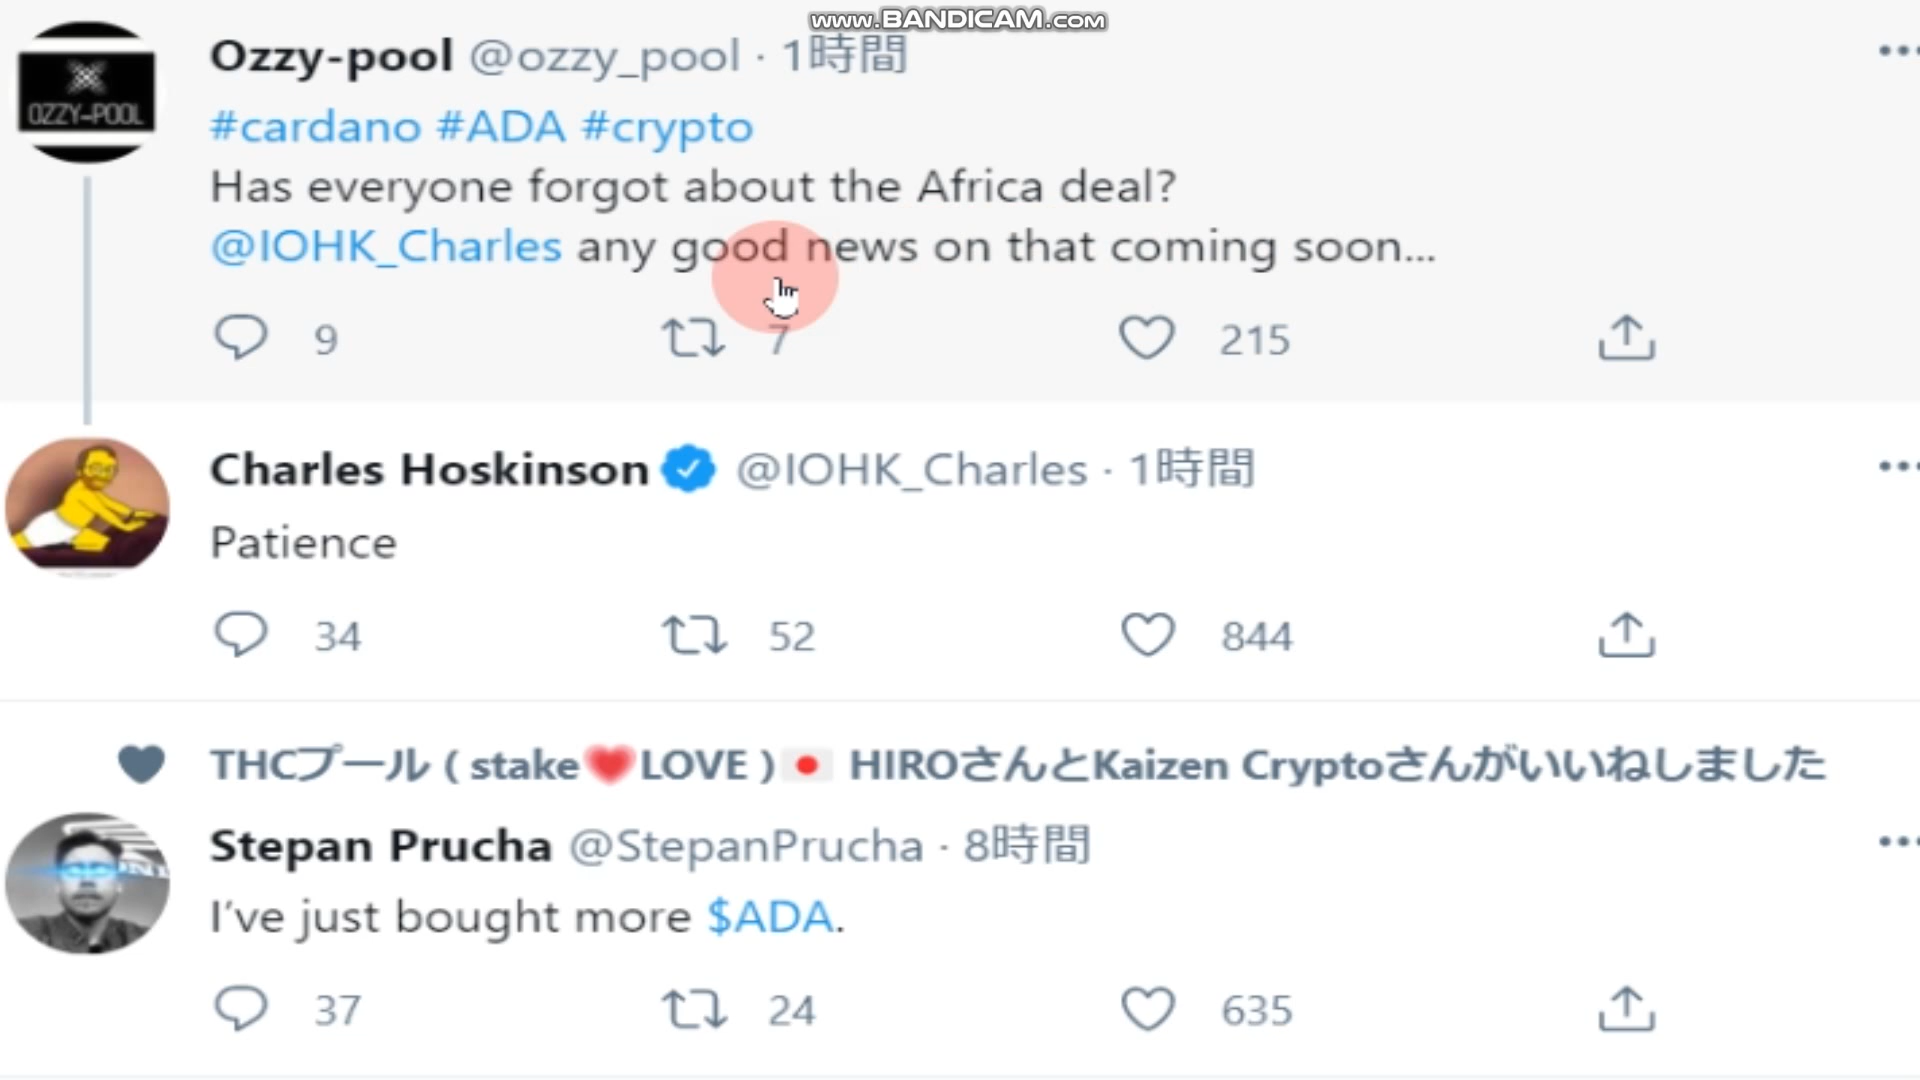 www.BANDICAM.com
Ozzy-pool @ozzy_pool · 1時間
OZZY-POOL
#cardano #ADA #crypto
Has everyone forgot about the Africa deal?
@IOHK_Charles any good news on that coming soon...
9 7 215
Charles Hoskinson @IOHK_Charles · 1時間
Patience
34 52 844
THCプール ( stake❤️LOVE )🇯🇵 HIROさんとKaizen Cryptoさんがいいねしました
Stepan Prucha @StepanPrucha · 8時間
I've just bought more $ADA.
37 24 635